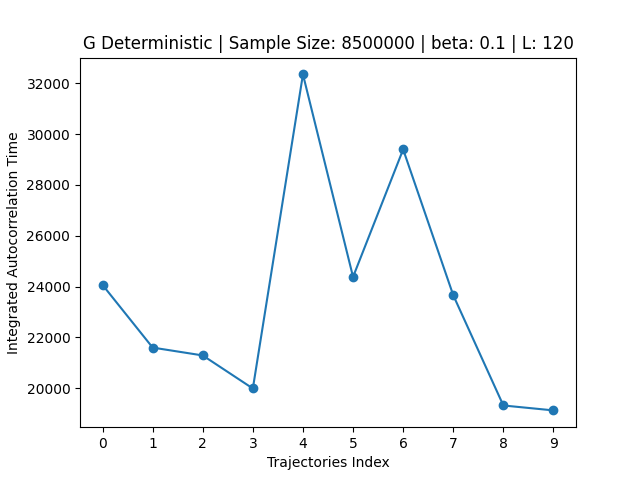 G Deterministic | Sample Size: 8500000 | beta: 0.1 | L: 120
Integrated Autocorrelation Time
32000
30000
28000
26000
24000
22000
20000
0 1 2 3 4 5 6 7 8 9
Trajectories Index